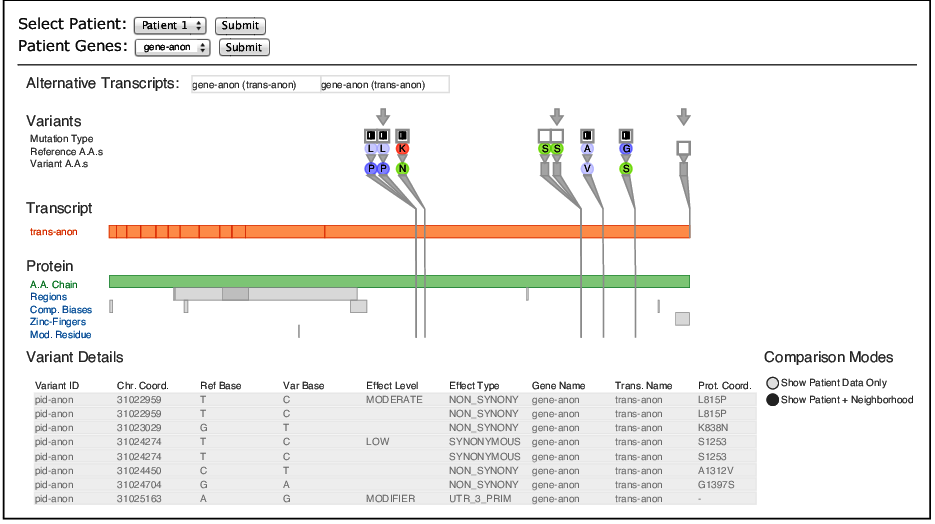 Select Patient: Patient 1 Submit
Patient Genes: gene-anon Submit
Alternative Transcripts: gene-anon (trans-anon) gene-anon (trans-anon)
Variants
Mutation Type
Reference A.A.s L L K S S A G
Variant A.A.s P P N V S
Transcript
trans-anon
Protein
A.A. Chain
Regions
Comp. Biases
Zinc-Fingers
Mod. Residue
Variant Details
Comparison Modes
Show Patient Data Only
Show Patient + Neighborhood
Variant ID Chr. Coord. Ref Base Var Base Effect Level Effect Type Gene Name Trans. Name Prot. Coord.
pid-anon 31022959 T C MODERATE NON_SYNONY gene-anon trans-anon L815P
pid-anon 31022959 T C NON_SYNONY gene-anon trans-anon L815P
pid-anon 31023029 G T NON_SYNONY gene-anon trans-anon K838N
pid-anon 31024274 T C LOW SYNONYMOUS gene-anon trans-anon S1253
pid-anon 31024274 T C SYNONYMOUS gene-anon trans-anon S1253
pid-anon 31024450 C T NON_SYNONY gene-anon trans-anon A1312V
pid-anon 31024704 G A NON_SYNONY gene-anon trans-anon G1397S
pid-anon 31025163 A G MODIFIER UTR_3_PRIM gene-anon trans-anon -